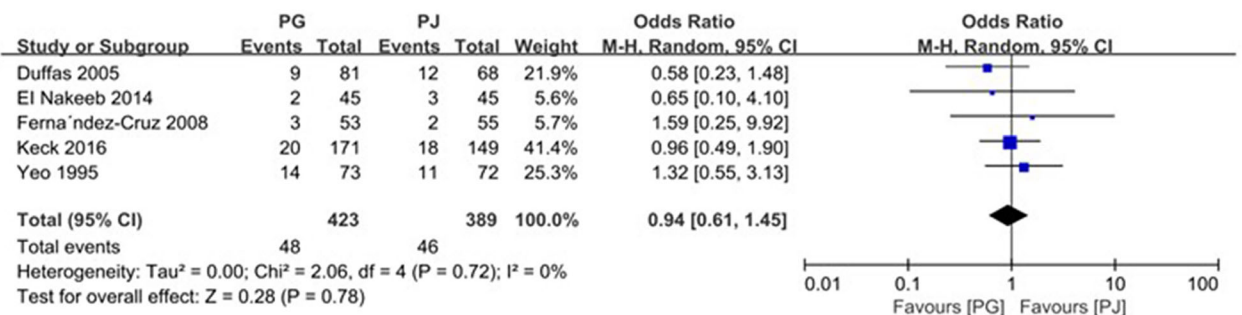 PG PJ Odds Ratio Odds Ratio
Study or Subgroup Events Total Events Total Weight M-H, Random, 95% CI M-H, Random, 95% CI
Duffas 2005 9 81 12 68 21.9% 0.58 [0.23, 1.48]
El Nakeeb 2014 2 45 3 45 5.6% 0.65 [0.10, 4.10]
Ferna´ndez-Cruz 2008 3 53 2 55 5.7% 1.59 [0.25, 9.92]
Keck 2016 20 171 18 149 41.4% 0.96 [0.49, 1.90]
Yeo 1995 14 73 11 72 25.3% 1.32 [0.55, 3.13]
Total (95% CI) 423 389 100.0% 0.94 [0.61, 1.45]
Total events 48 46
Heterogeneity: Tau² = 0.00; Chi² = 2.06, df = 4 (P = 0.72); I² = 0%
Test for overall effect: Z = 0.28 (P = 0.78)
0.01 0.1 1 10 100
Favours [PG] Favours [PJ]